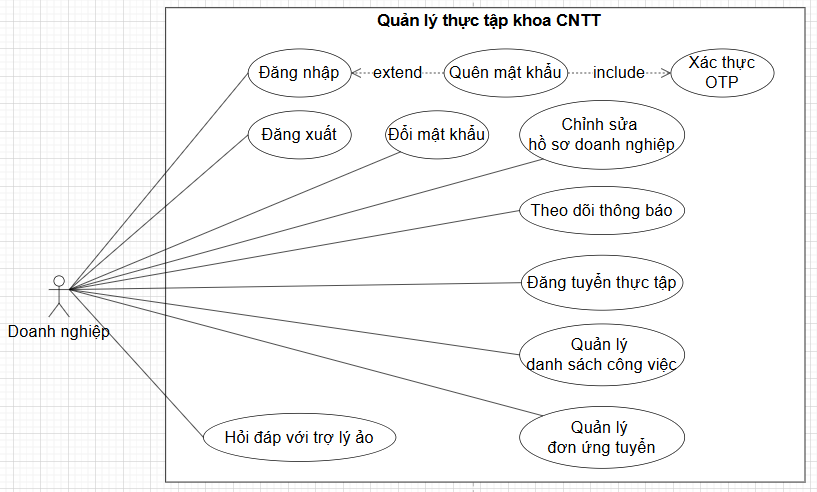 Quản lý thực tập khoa CNTT
Đăng nhập
extend
Quên mật khẩu
include
Xác thực
OTP
Đăng xuất
Đổi mật khẩu
Chỉnh sửa
hồ sơ doanh nghiệp
Theo dõi thông báo
Đăng tuyển thực tập
Doanh nghiệp
Quản lý
danh sách công việc
Hỏi đáp với trợ lý ảo
Quản lý
đơn ứng tuyển